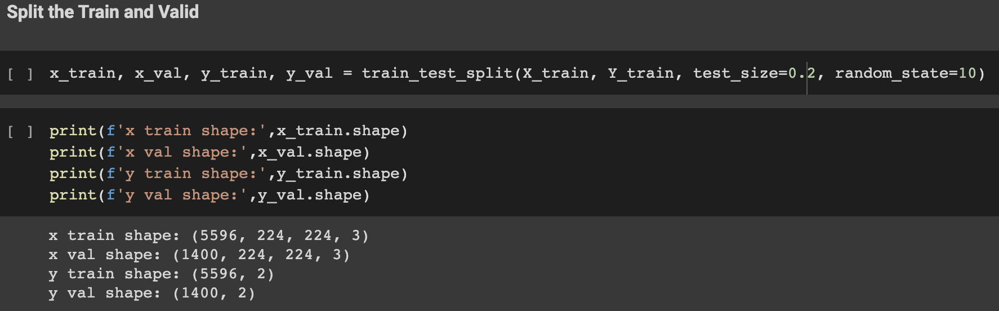 Split the Train and Valid
[ ] x_train, x_val, y_train, y_val = train_test_split(X_train, Y_train, test_size=0.2, random_state=10)
[ ] print(f'x train shape:',x_train.shape)
print(f'x val shape:',x_val.shape)
print(f'y train shape:',y_train.shape)
print(f'y val shape:',y_val.shape)
x train shape: (5596, 224, 224, 3)
x val shape: (1400, 224, 224, 3)
y train shape: (5596, 2)
y val shape: (1400, 2)